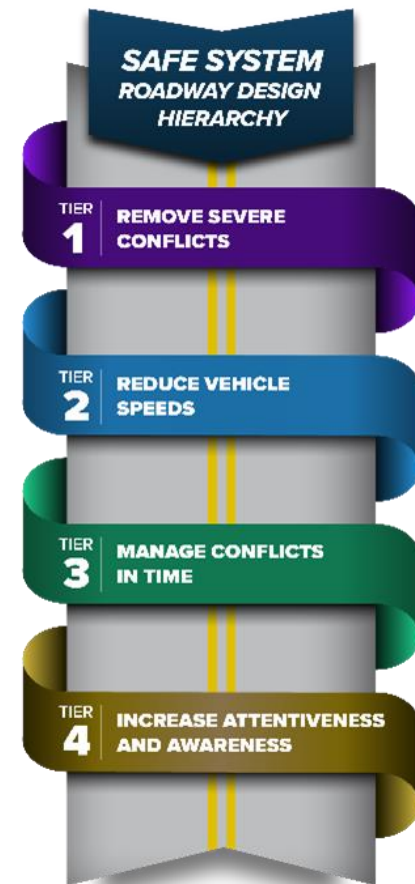 SAFE SYSTEM
ROADWAY DESIGN
HIERARCHY
TIER
1
REMOVE SEVERE
CONFLICTS
TIER
2
REDUCE VEHICLE
SPEEDS
TIER
3
MANAGE CONFLICTS
IN TIME
TIER
4
INCREASE ATTENTIVENESS
AND AWARENESS